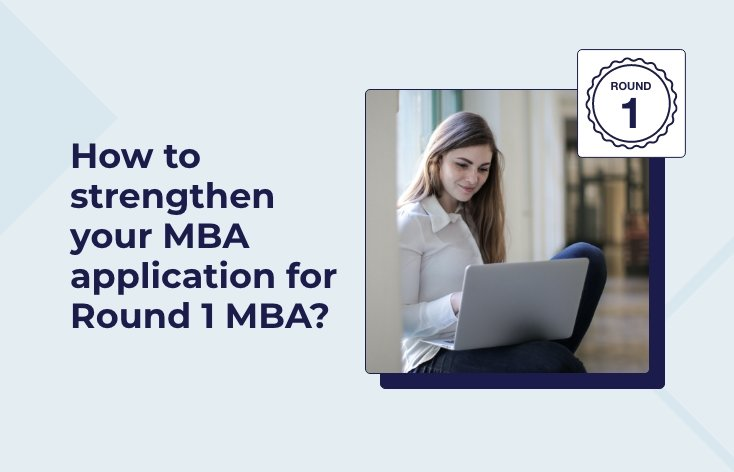 How to
strengthen
your MBA
application for
Round 1 MBA?
ROUND
1